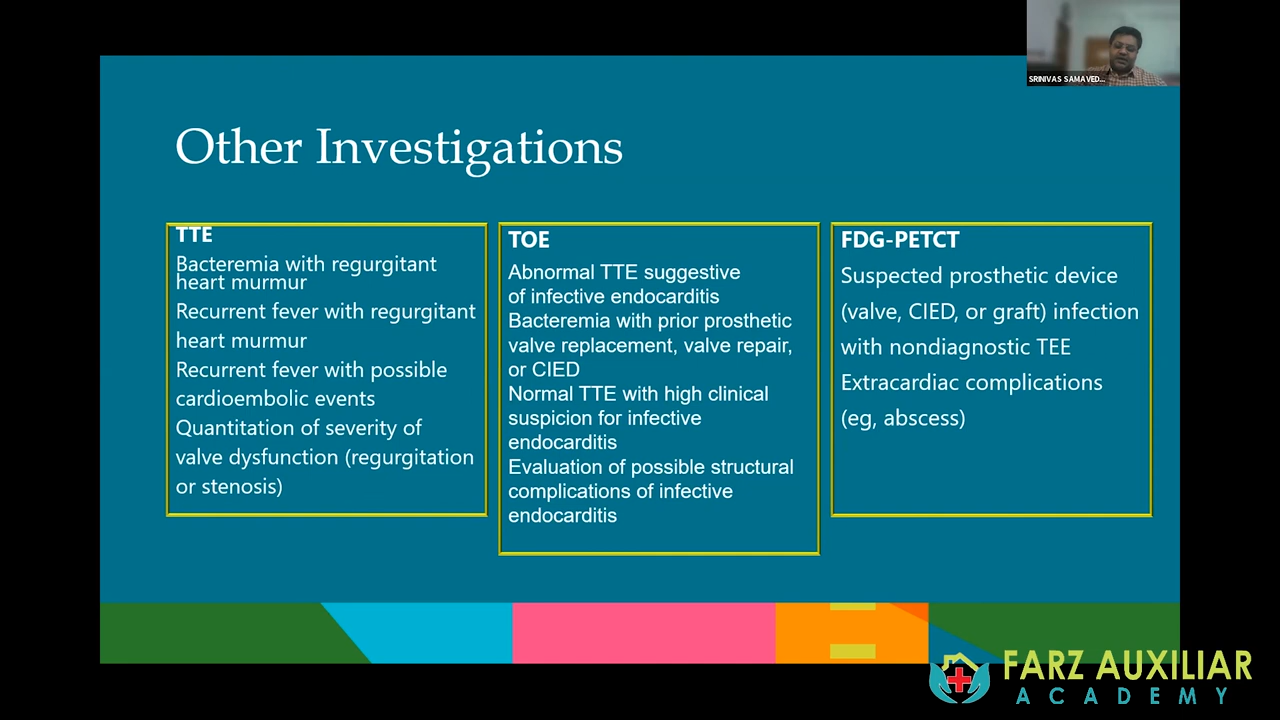 SRINIVAS SAMAVED...
Other Investigations
TTE
Bacteremia with regurgitant
heart murmur
Recurrent fever with regurgitant
heart murmur
Recurrent fever with possible
cardioembolic events
Quantitation of severity of
valve dysfunction (regurgitation
or stenosis)
TOE
Abnormal TTE suggestive
of infective endocarditis
Bacteremia with prior prosthetic
valve replacement, valve repair,
or CIED
Normal TTE with high clinical
suspicion for infective
endocarditis
Evaluation of possible structural
complications of infective
endocarditis
FDG-PETCT
Suspected prosthetic device
(valve, CIED, or graft) infection
with nondiagnostic TEE
Extracardiac complications
(eg, abscess)
FARZ AUXILIAR
ACADEMY